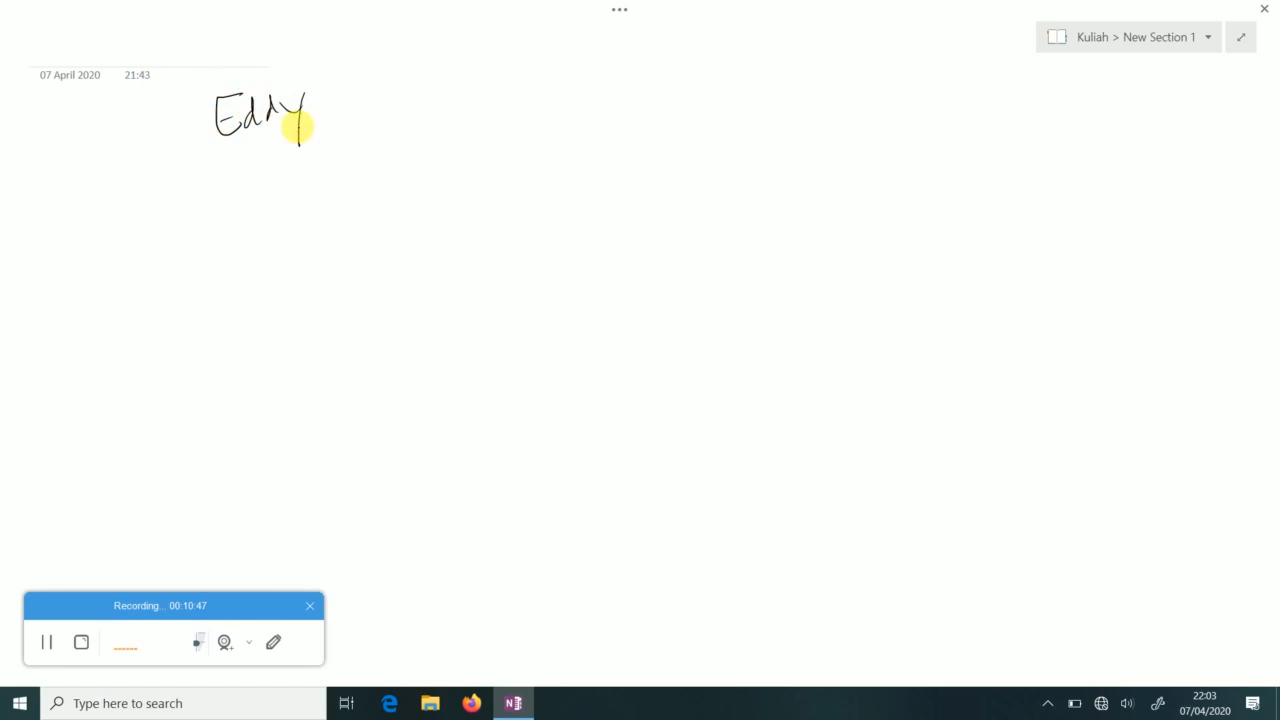 Kuliah > New Section 1
07 April 2020 21:43
Eddy
Recording... 00:10:47
Type here to search
22:03
07/04/2020